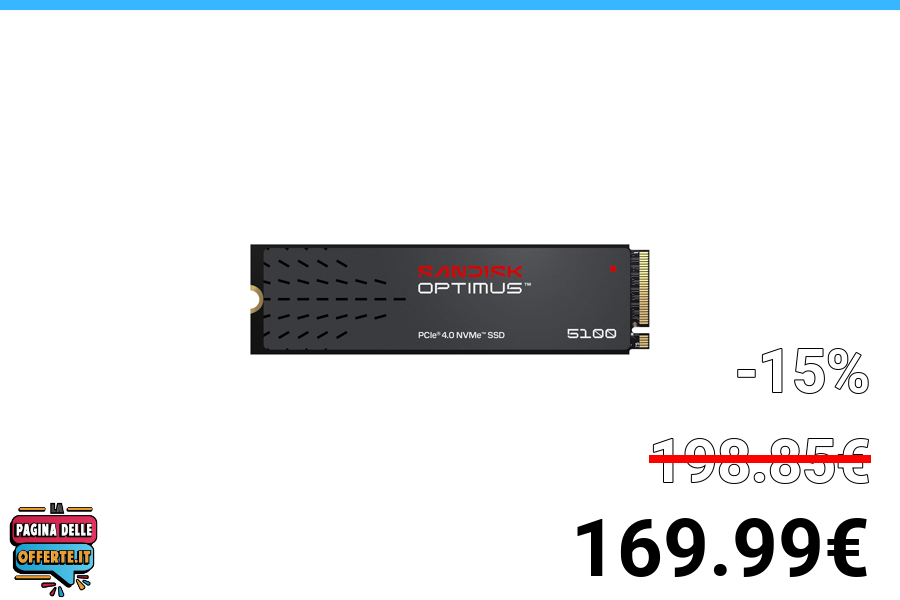 SANDISK
OPTIMUS™
PCIe® 4.0 NVMe™ SSD
5100
-15%
198.85€
169.99€
LA
PAGINA DELLE
OFFERTE.IT